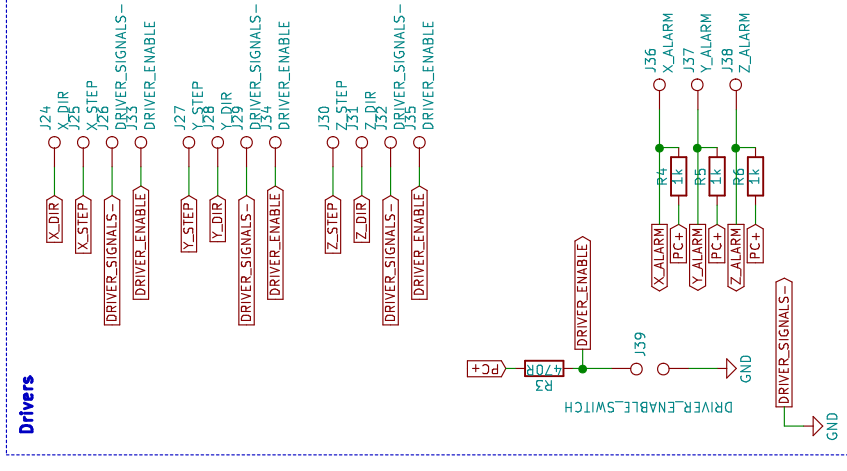 J24
X_DIR
J25
X_STEP
J26
DRIVER_SIGNALS-
J33
DRIVER_ENABLE
J27
Y_STEP
J28
Y_DIR
J29
DRIVER_SIGNALS-
J34
DRIVER_ENABLE
J30
Z_STEP
J31
Z_DIR
J32
DRIVER_SIGNALS-
J35
DRIVER_ENABLE
J36
X_ALARM
J37
Y_ALARM
J38
Z_ALARM
R4
1k
R5
1k
R6
1k
X_DIR
X_STEP
DRIVER_SIGNALS-
DRIVER_ENABLE
Y_STEP
Y_DIR
DRIVER_SIGNALS-
DRIVER_ENABLE
Z_STEP
Z_DIR
DRIVER_SIGNALS-
DRIVER_ENABLE
X_ALARM
PC+
Y_ALARM
PC+
Z_ALARM
PC+
DRIVER_ENABLE
DRIVER_SIGNALS-
PC+
470R
R3
J39
DRIVER_ENABLE_SWITCH
GND
GND
Drivers